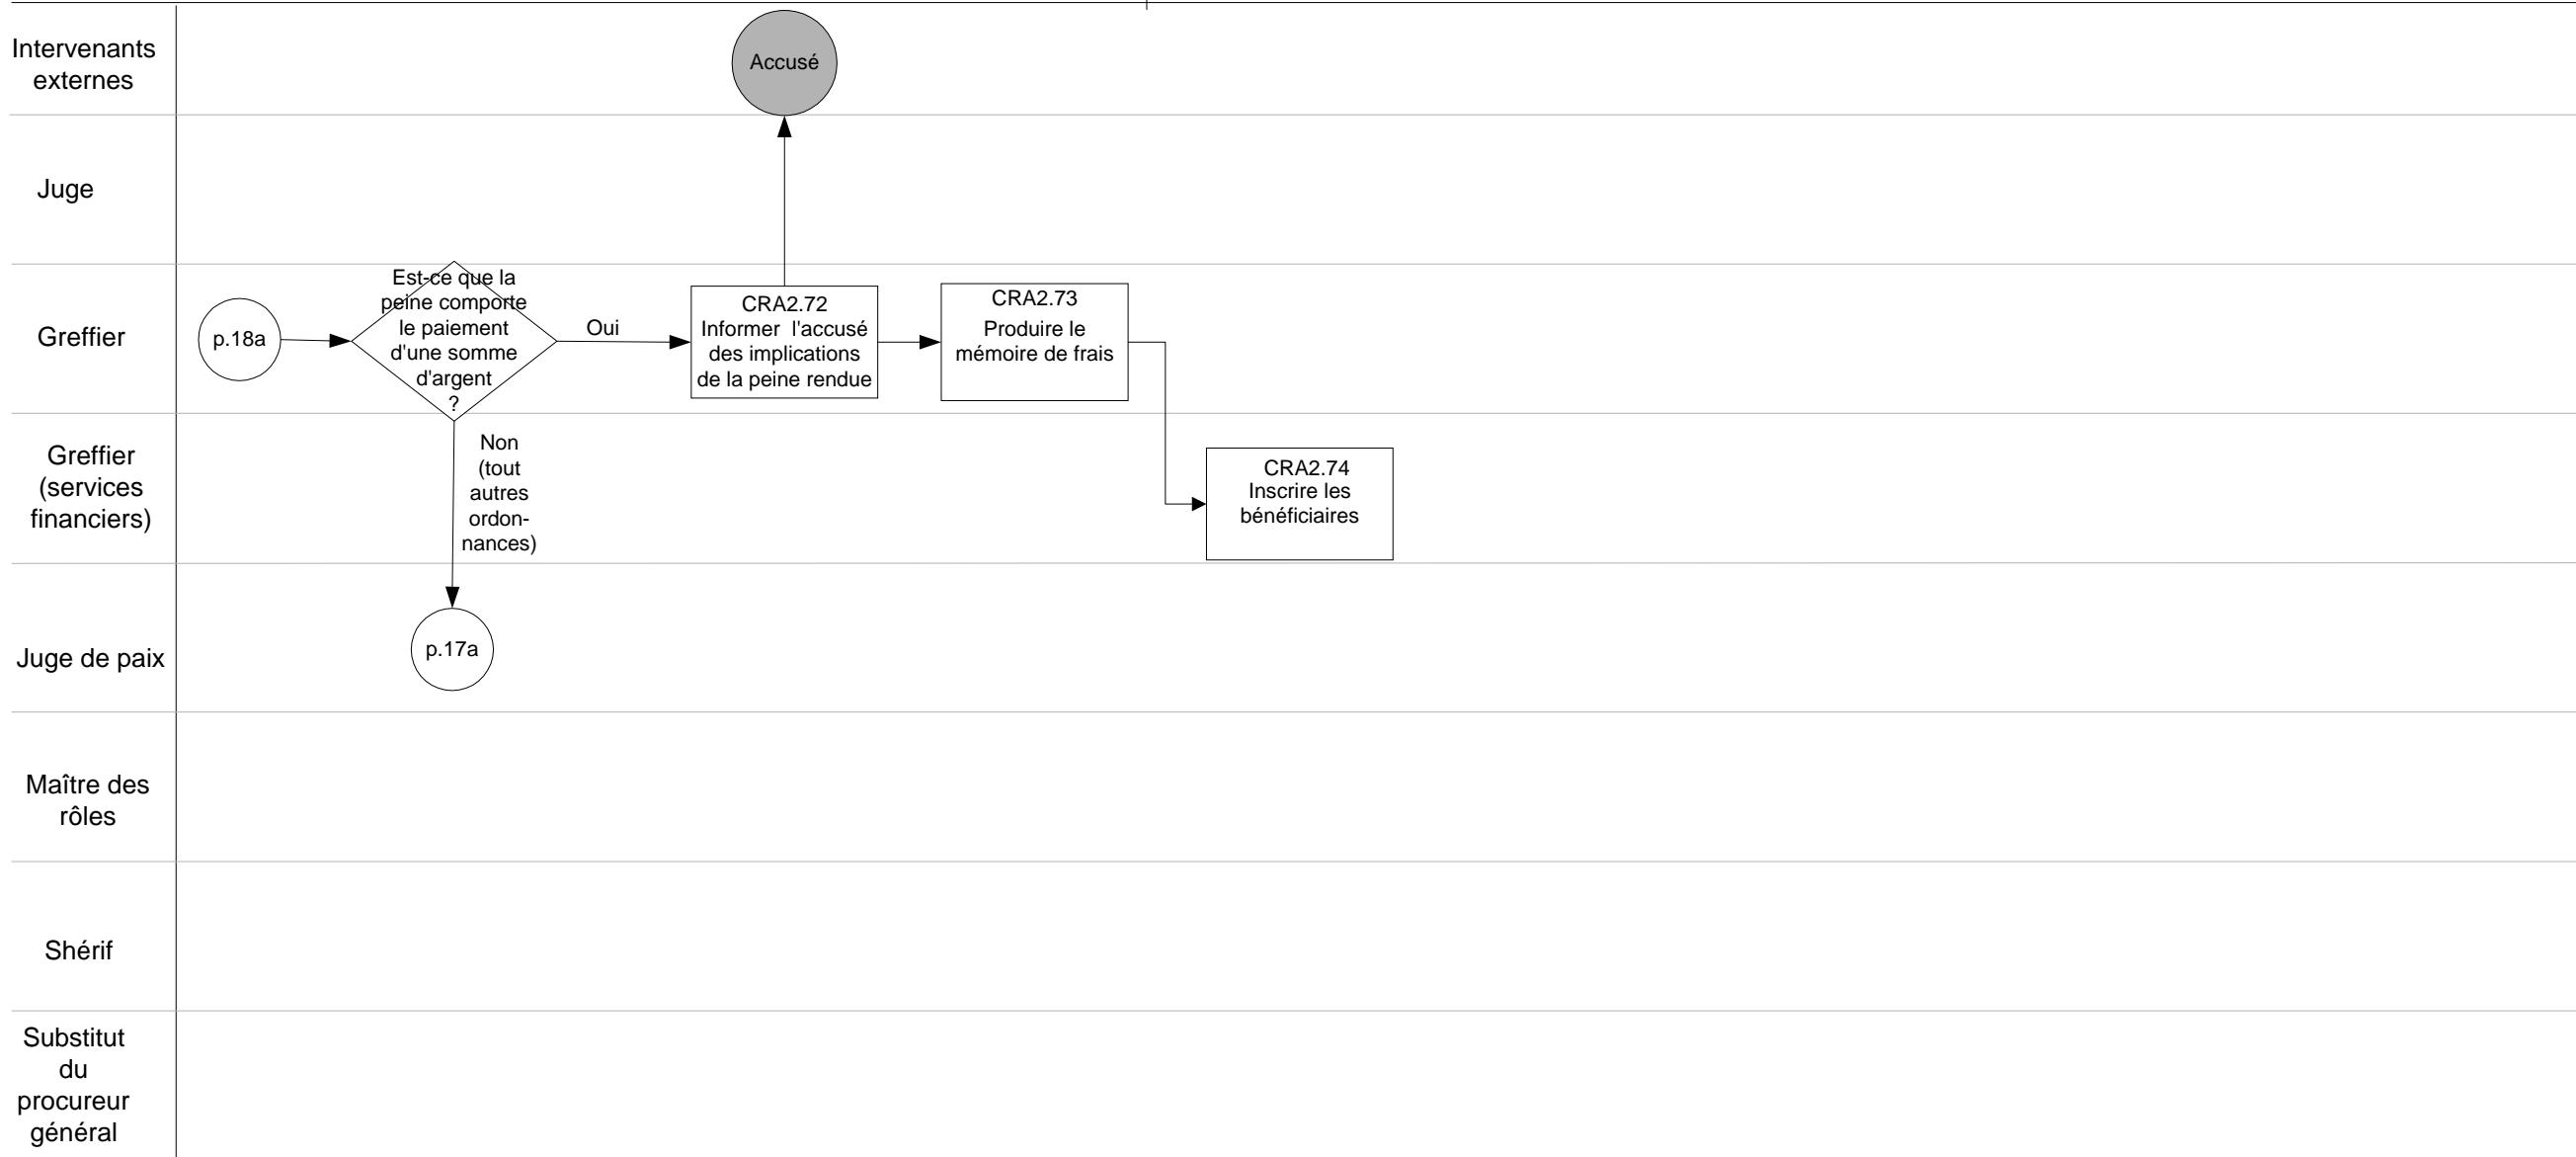 Intervenants
externes
Accusé
Juge
Greffier
p.18a
Est-ce que la
peine comporte
le paiement
d'une somme
d'argent
?
Oui
CRA2.72
Informer l'accusé
des implications
de la peine rendue
CRA2.73
Produire le
mémoire de frais
Greffier
(services
financiers)
Non
(tout
autres
ordon-
nances)
CRA2.74
Inscrire les
bénéficiaires
Juge de paix
p.17a
Maître des
rôles
Shérif
Substitut
du
procureur
général